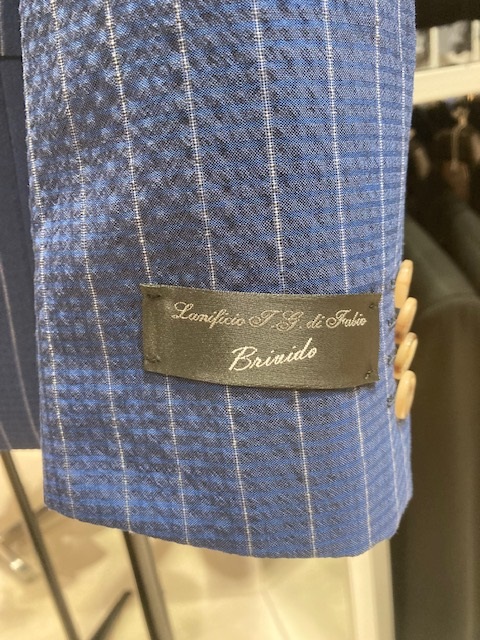 Lanificio T.G. di Fabio
Brivido